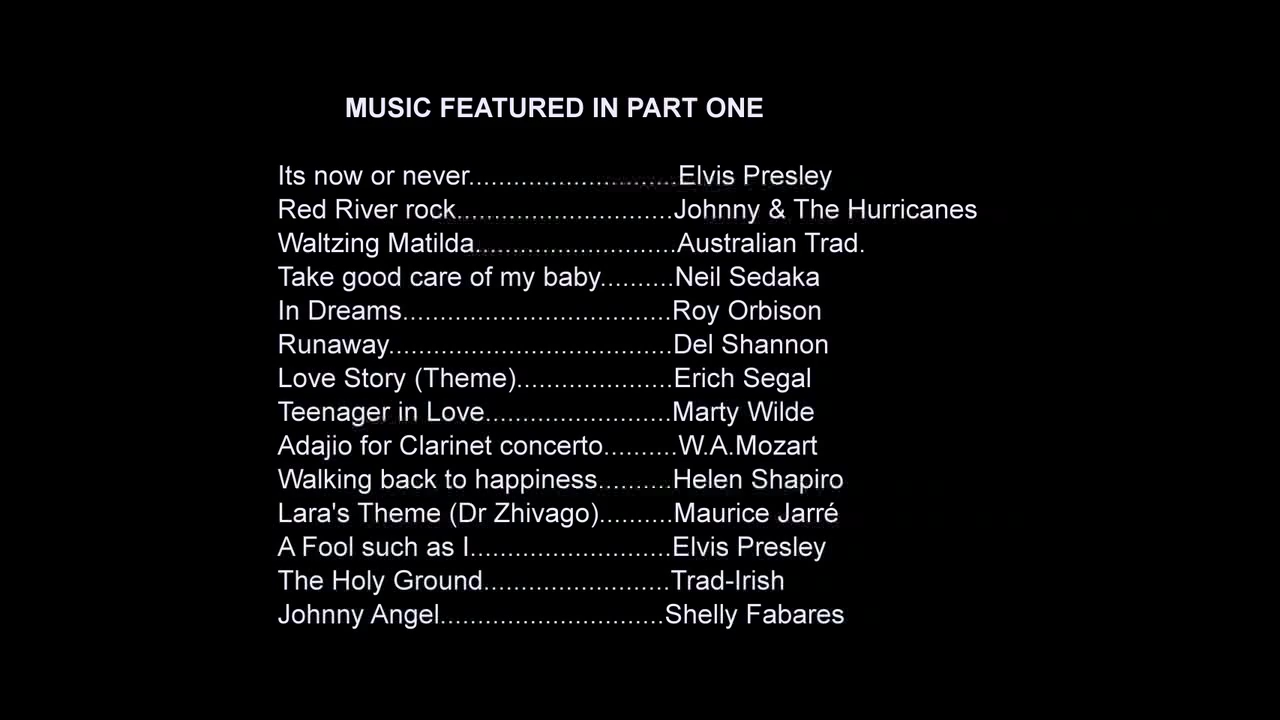 MUSIC FEATURED IN PART ONE
Its now or never............................Elvis Presley
Red River rock.............................Johnny & The Hurricanes
Waltzing Matilda...........................Australian Trad.
Take good care of my baby..........Neil Sedaka
In Dreams....................................Roy Orbison
Runaway......................................Del Shannon
Love Story (Theme).....................Erich Segal
Teenager in Love.........................Marty Wilde
Adajio for Clarinet concerto..........W.A.Mozart
Walking back to happiness..........Helen Shapiro
Lara's Theme (Dr Zhivago)..........Maurice Jarré
A Fool such as I...........................Elvis Presley
The Holy Ground.........................Trad-Irish
Johnny Angel..............................Shelly Fabares